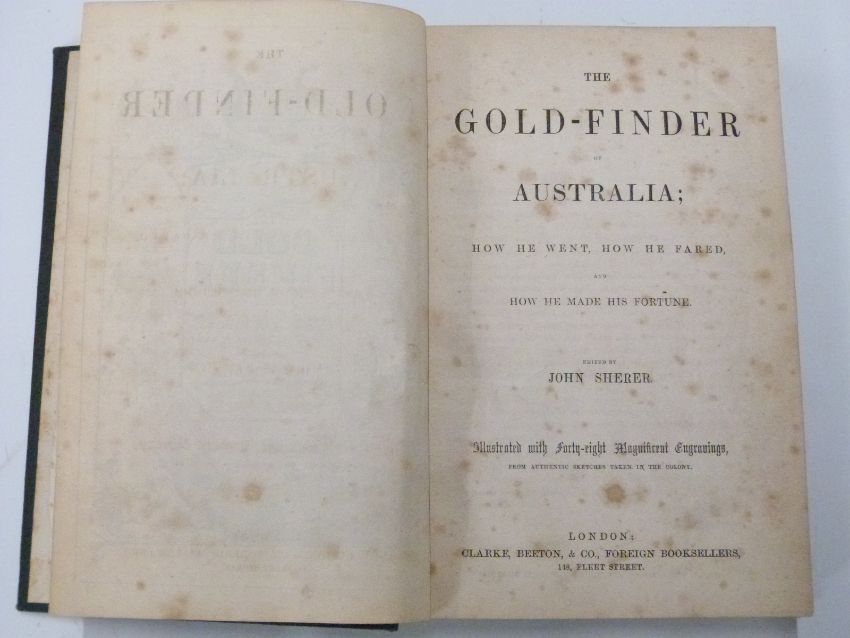 THE
GOLD-FINDER
OF
AUSTRALIA;
HOW HE WENT, HOW HE FARED,
AND
HOW HE MADE HIS FORTUNE.
EDITED BY
JOHN SHERER.
Illustrated with Forty-eight Magnificent Engravings,
FROM AUTHENTIC SKETCHES TAKEN IN THE COLONY.
LONDON:
CLARKE, BEETON, & CO., FOREIGN BOOKSELLERS,
148, FLEET STREET.